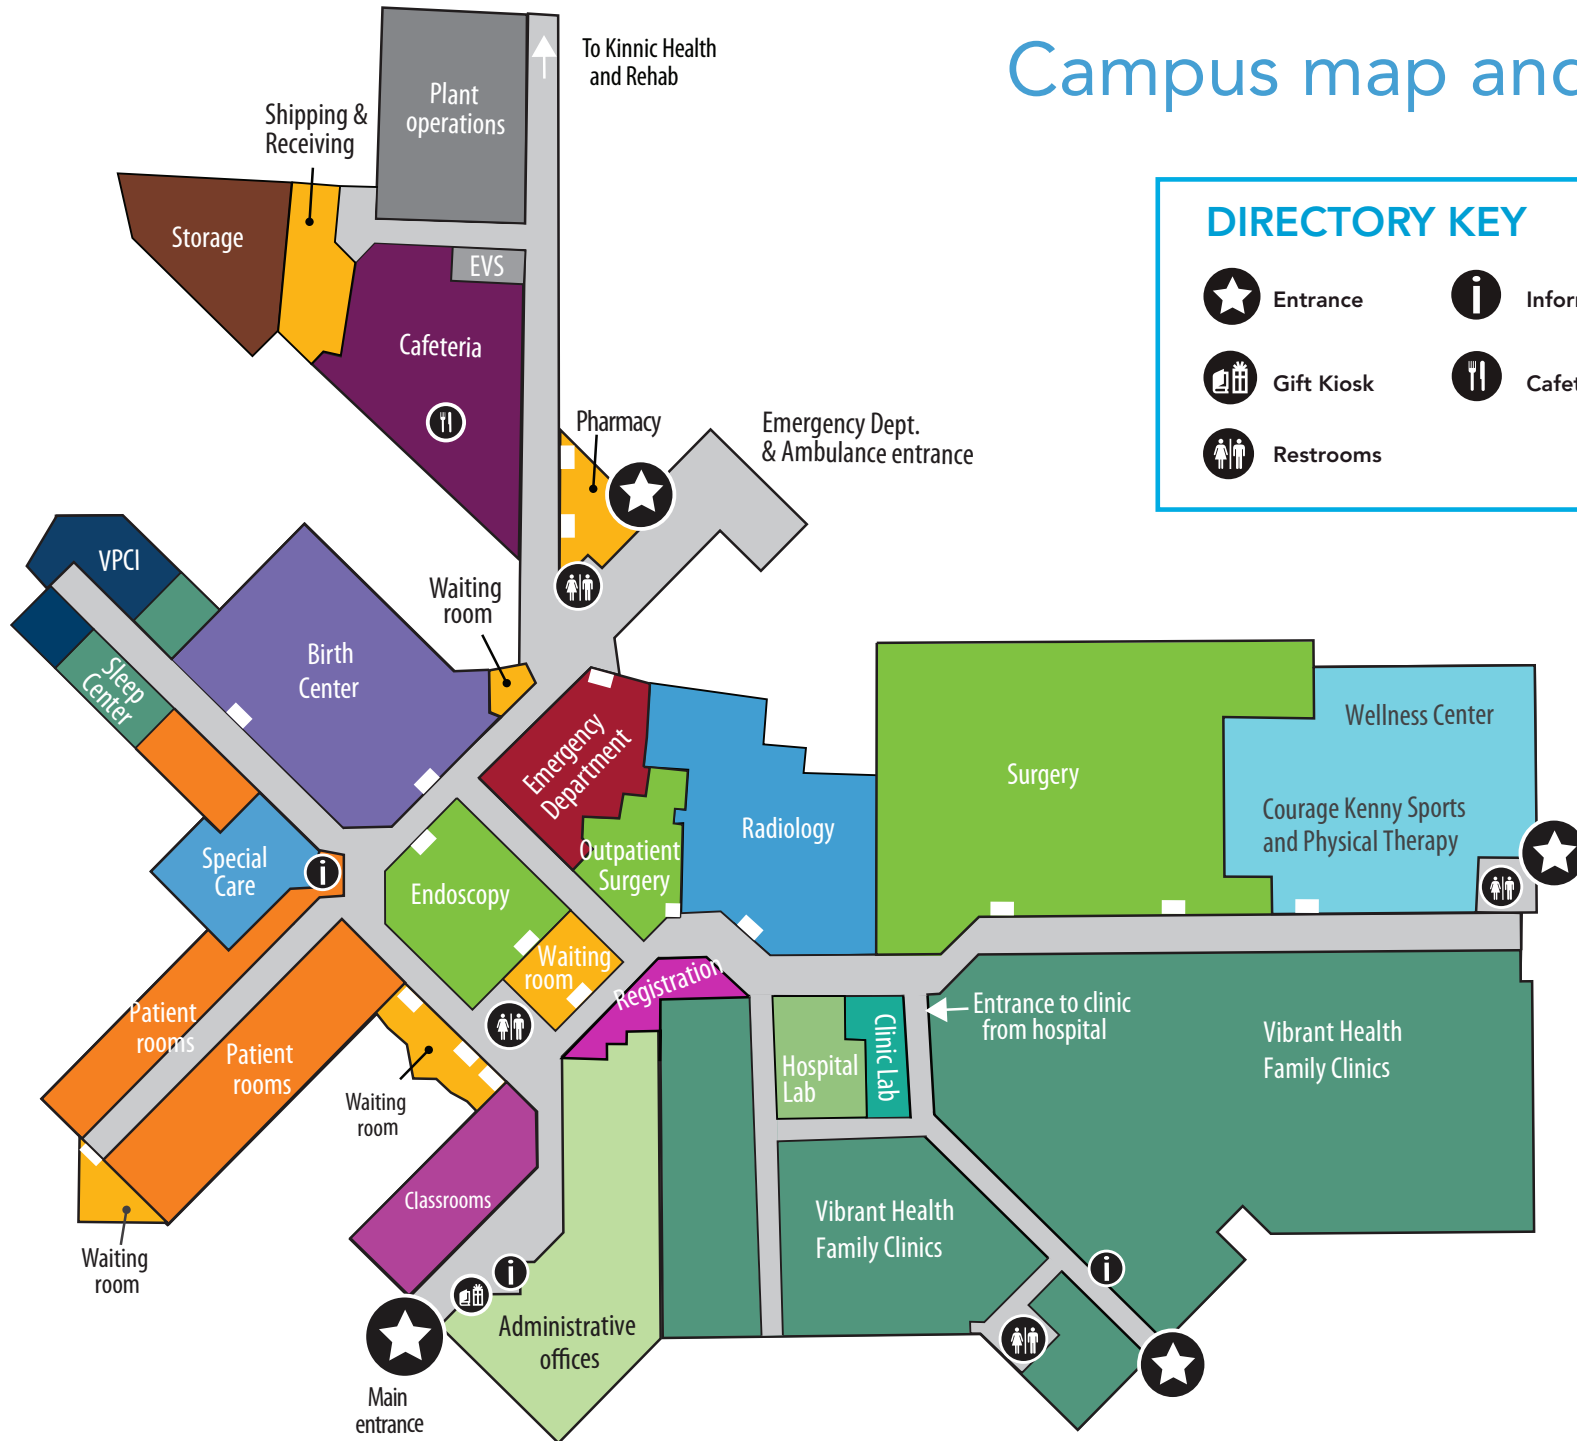 Campus map and
To Kinnic Health
and Rehab
Plant
operations
Shipping &
Receiving
Storage
EVS
Cafeteria
DIRECTORY KEY
Entrance
Gift Kiosk
Restrooms
Pharmacy
Emergency Dept.
& Ambulance entrance
VPCI
Waiting
room
Birth
Center
Sleep
Center
Emergency
Department
Surgery
Wellness Center
Courage Kenny Sports
and Physical Therapy
Radiology
Outpatient
Surgery
Special
Care
Endoscopy
Waiting
room
Registration
Patient
rooms
Patient
rooms
Waiting
room
Entrance to clinic
from hospital
Hospital
Lab
Clinic Lab
Vibrant Health
Family Clinics
Classrooms
Vibrant Health
Family Clinics
Waiting
room
Administrative
offices
Main
entrance